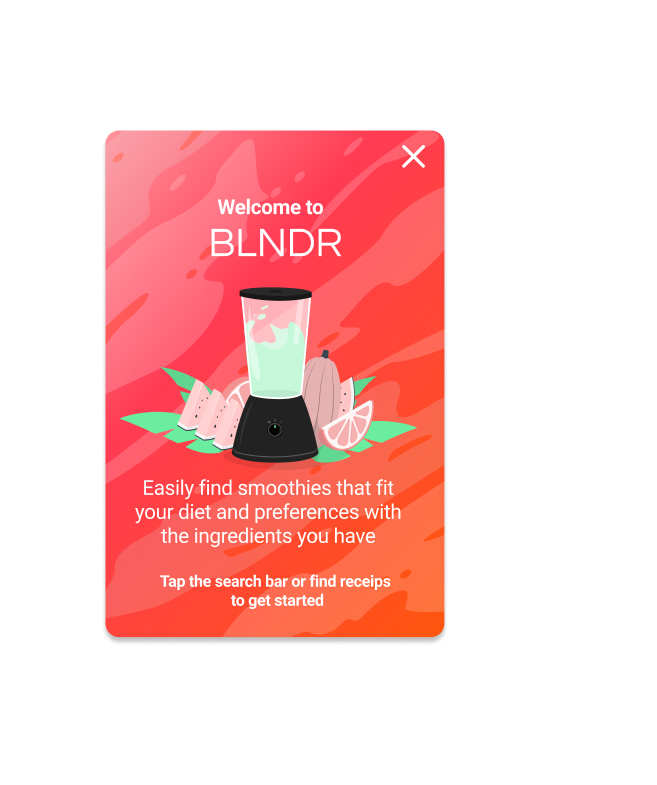 Welcome to
BLNDR
Easily find smoothies that fit
your diet and preferences with
the ingredients you have
Tap the search bar or find receips
to get started